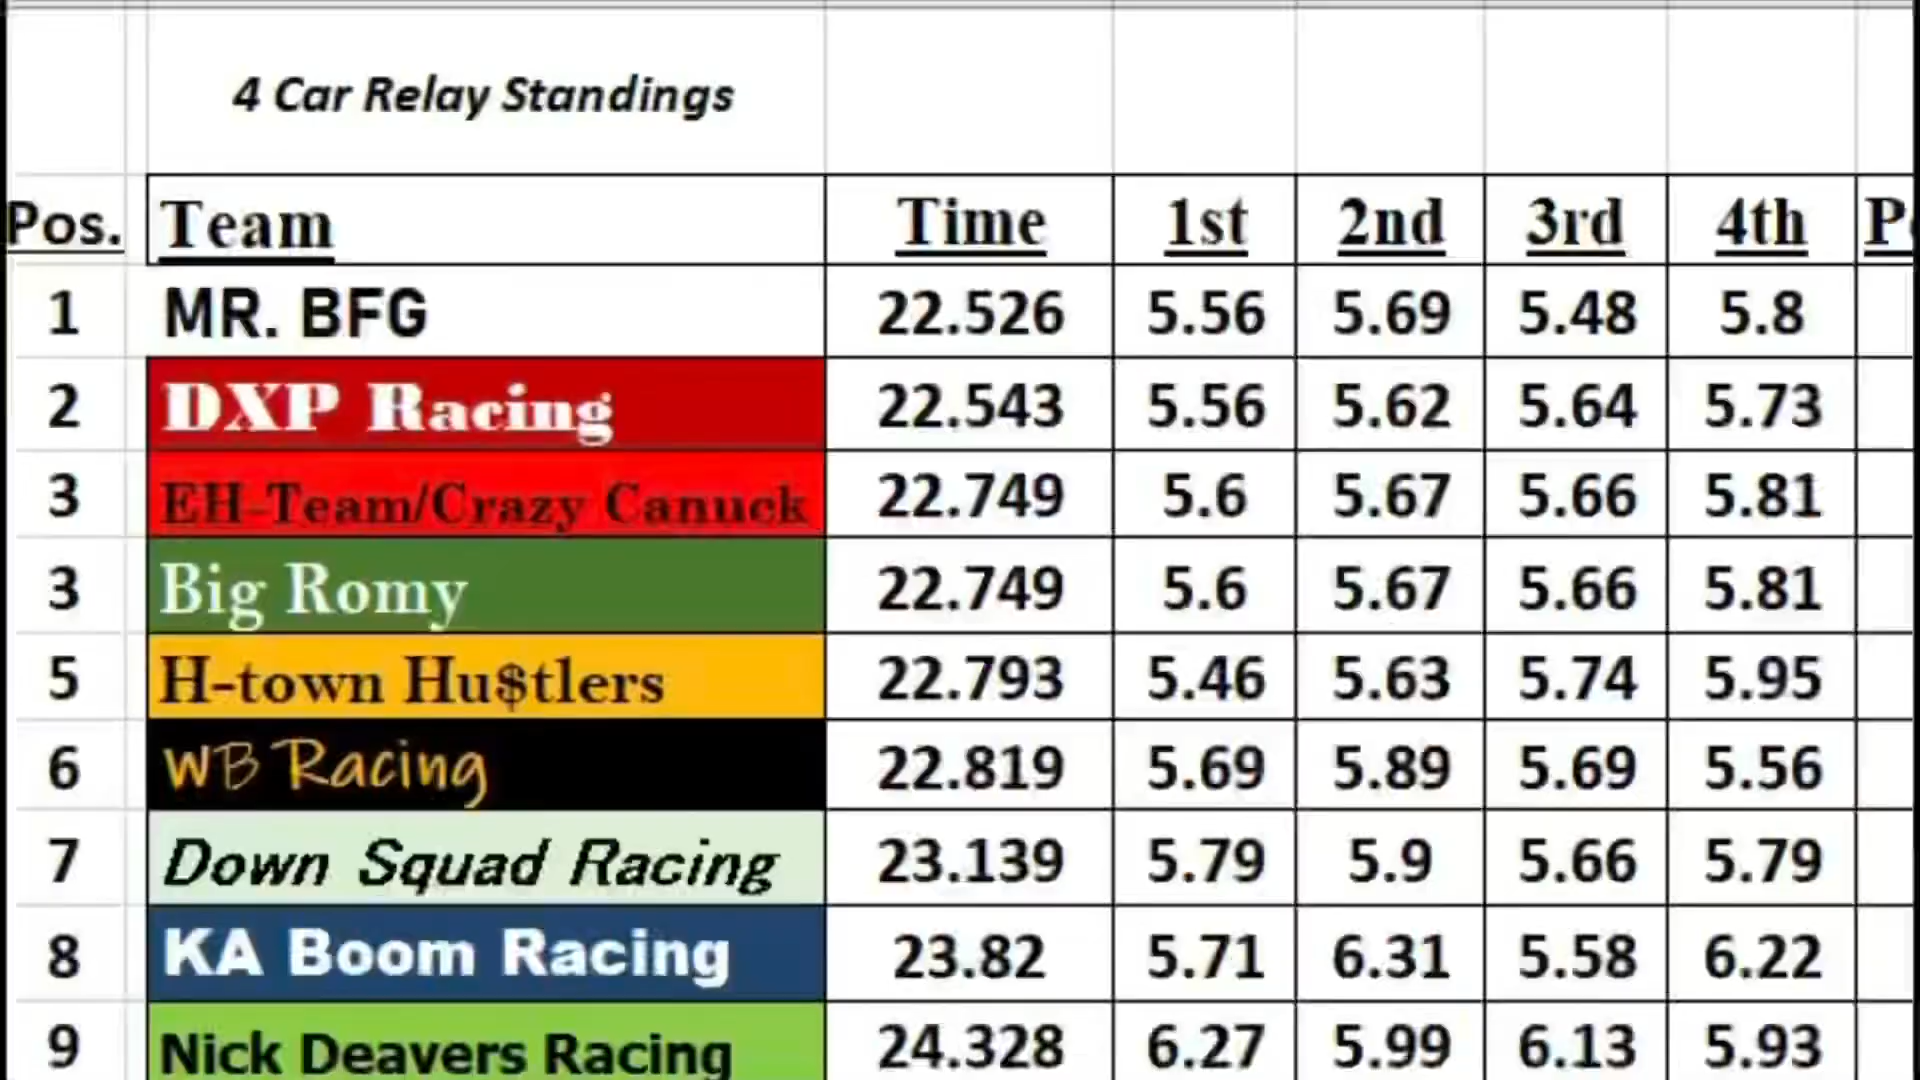 4 Car Relay Standings
Pos. Team Time 1st 2nd 3rd 4th
1 MR. BFG 22.526 5.56 5.69 5.48 5.8
2 DXP Racing 22.543 5.56 5.62 5.64 5.73
3 EH-Team/Crazy Canuck 22.749 5.6 5.67 5.66 5.81
3 Big Romy 22.749 5.6 5.67 5.66 5.81
5 H-town Hu$tlers 22.793 5.46 5.63 5.74 5.95
6 WB Racing 22.819 5.69 5.89 5.69 5.56
7 Down Squad Racing 23.139 5.79 5.9 5.66 5.79
8 KA Boom Racing 23.82 5.71 6.31 5.58 6.22
9 Nick Deavers Racing 24.328 6.27 5.99 6.13 5.93